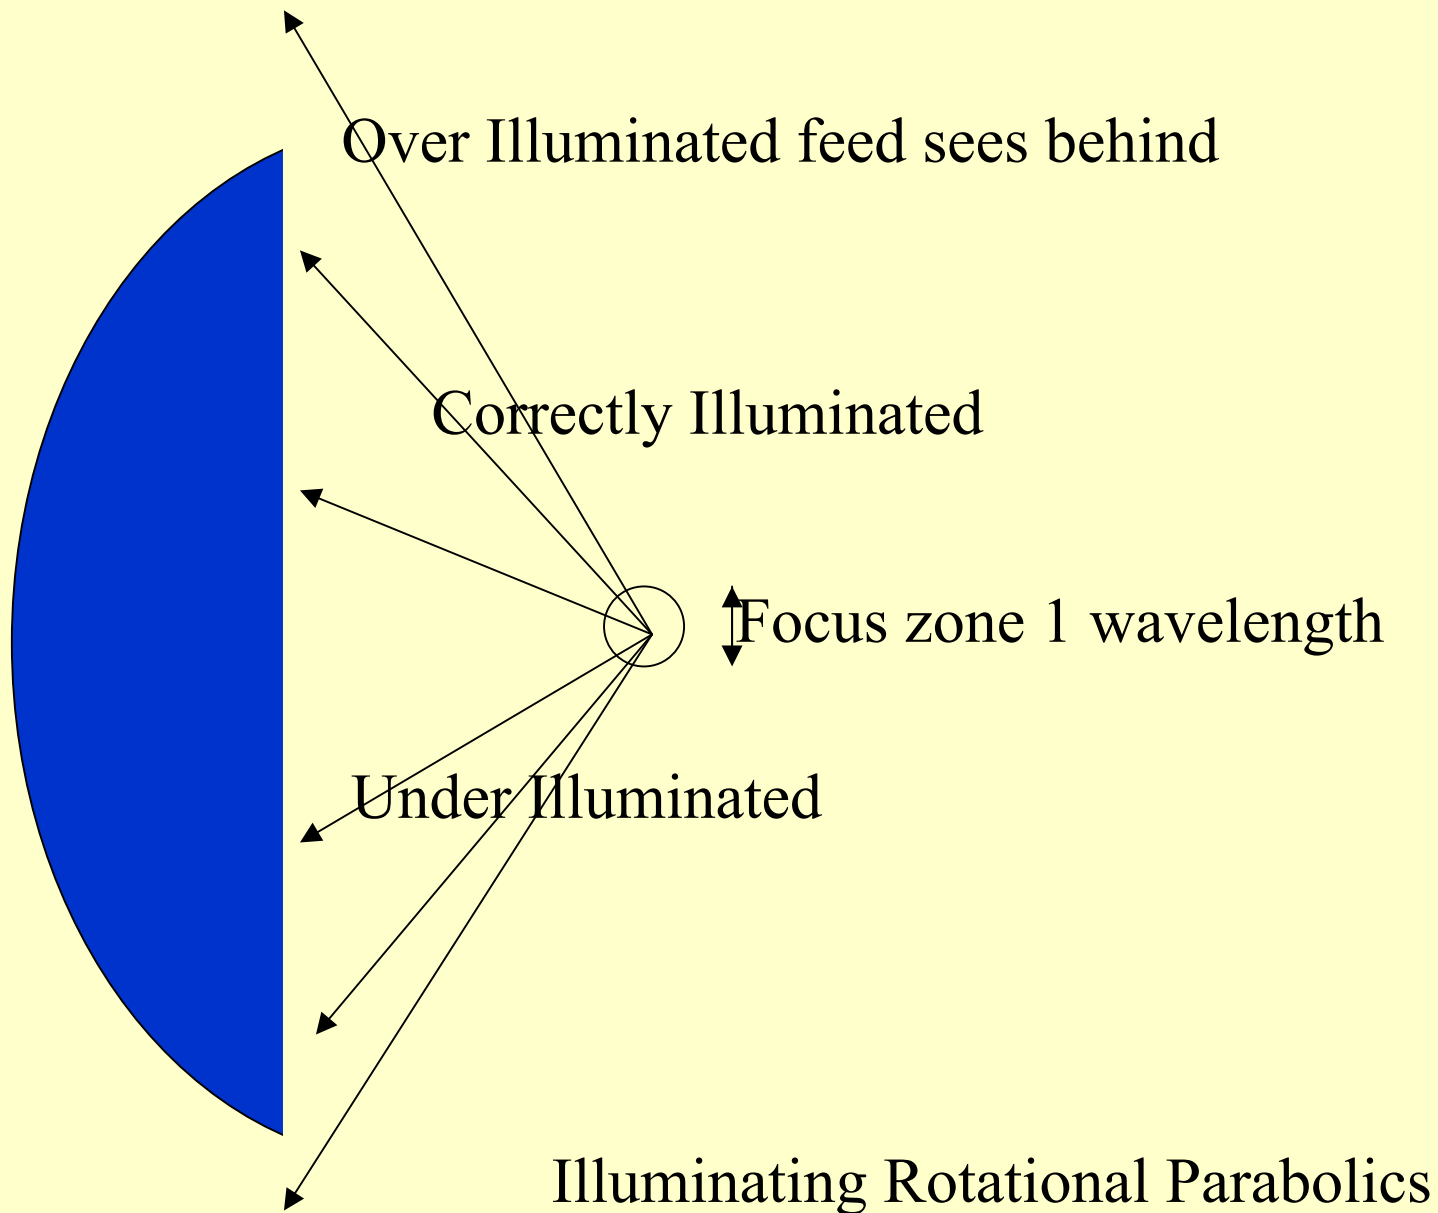 Over Illuminated feed sees behind
Correctly Illuminated
Focus zone 1 wavelength
Under Illuminated
Illuminating Rotational Parabolics